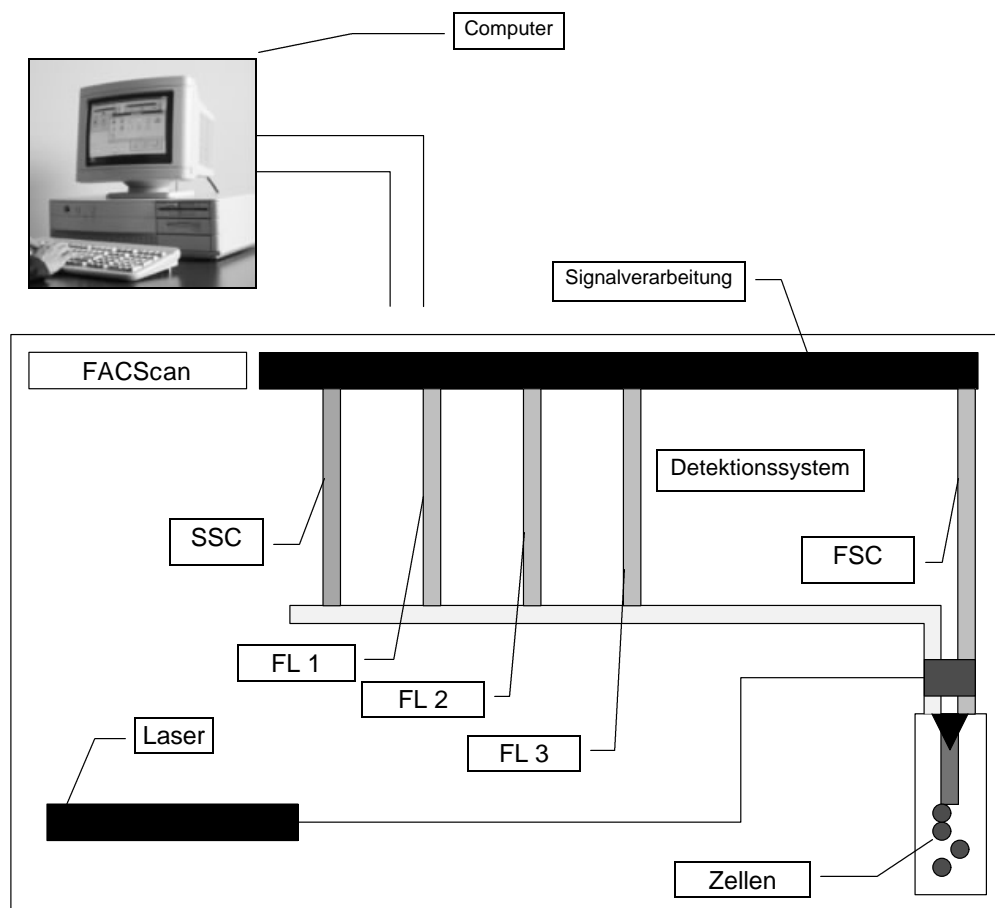 Computer
Signalverarbeitung
FACScan
Detektionssystem
SSC
FSC
FL 1
FL 2
FL 3
Laser
Zellen